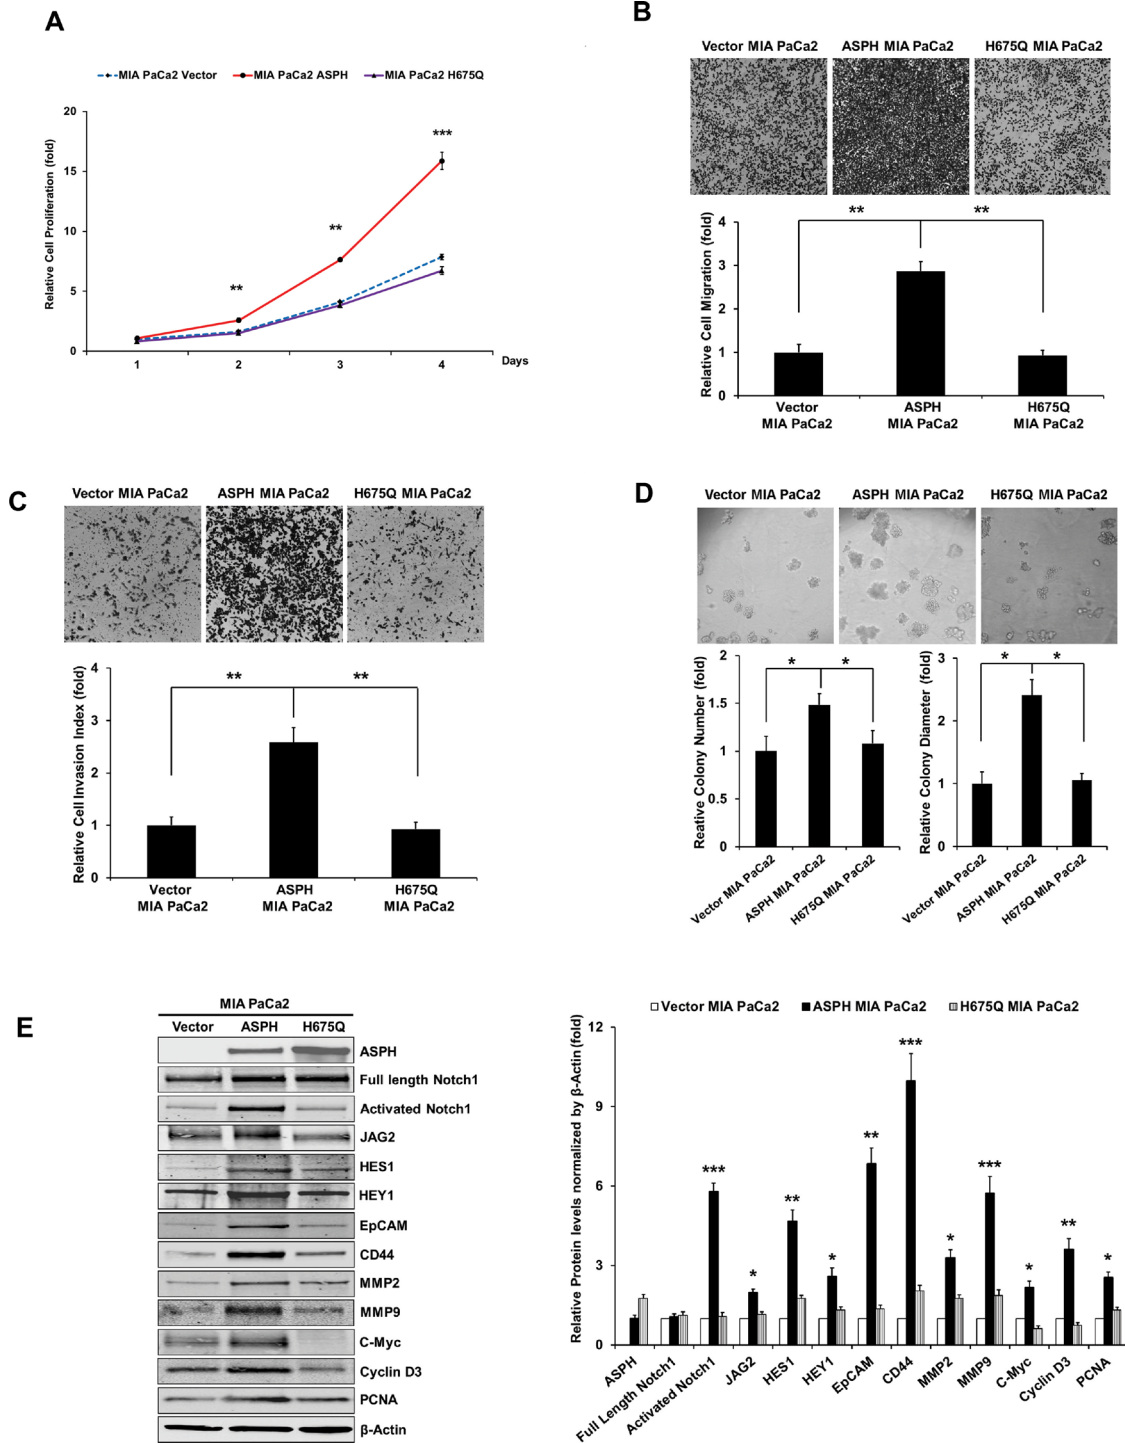 A
MIA PaCa2 Vector MIA PaCa2 ASPH MIA PaCa2 H675Q
Relative Cell Proliferation (fold)
20
15
10
5
0
**
**
***
1 2 3 4 Days
B
Vector MIA PaCa2 ASPH MIA PaCa2 H675Q MIA PaCa2
Relative Cell Migration (fold)
4
3
2
1
0
** **
Vector MIA PaCa2
ASPH MIA PaCa2
H675Q MIA PaCa2
C
Vector MIA PaCa2 ASPH MIA PaCa2 H675Q MIA PaCa2
Relative Cell Invasion Index (fold)
4
3
2
1
0
** **
Vector MIA PaCa2
ASPH MIA PaCa2
H675Q MIA PaCa2
D
Vector MIA PaCa2 ASPH MIA PaCa2 H675Q MIA PaCa2
Reative Colony Number (fold)
2
1.5
1
0.5
0
* *
Vector MIA PaCa2
ASPH MIA PaCa2
H675Q MIA PaCa2
Relative Colony Diameter (fold)
3
2
1
0
* *
Vector MIA PaCa2
ASPH MIA PaCa2
H675Q MIA PaCa2
E
MIA PaCa2
Vector ASPH H675Q
ASPH
Full length Notch1
Activated Notch1
JAG2
HES1
HEY1
EpCAM
CD44
MMP2
MMP9
C-Myc
Cyclin D3
PCNA
β-Actin
Vector MIA PaCa2 ASPH MIA PaCa2 H675Q MIA PaCa2
Relative Protein levels normalized by β-Actin (fold)
12
9
6
3
0
*** * ** * ** *** * *** * ** *
ASPH
Full Length Notch1
Activated Notch1
JAG2
HES1
HEY1
EpCAM
CD44
MMP2
MMP9
C-Myc
Cyclin D3
PCNA